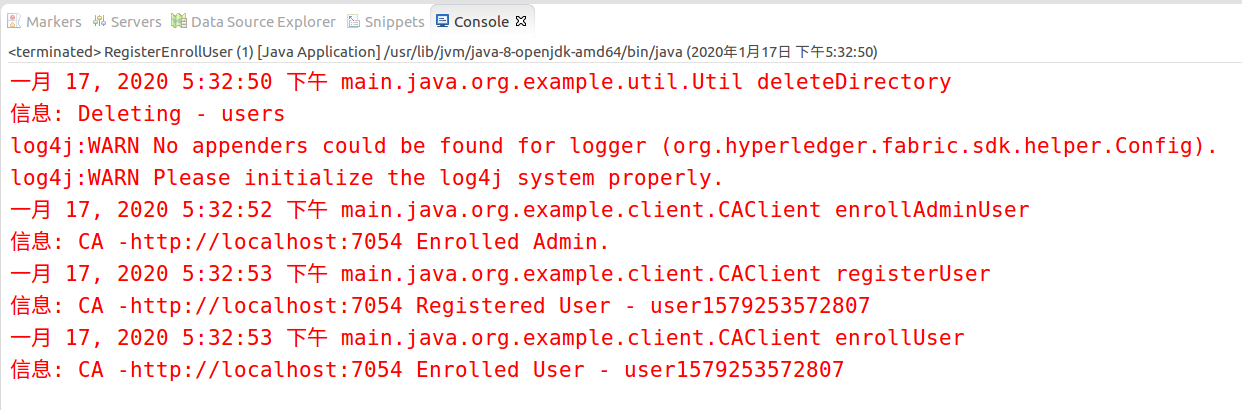 Markers Servers Data Source Explorer Snippets Console
<terminated> RegisterEnrollUser (1) [Java Application] /usr/lib/jvm/java-8-openjdk-amd64/bin/java (2020年1月17日 下午5:32:50)
一月 17, 2020 5:32:50 下午 main.java.org.example.util.Util deleteDirectory
信息: Deleting - users
log4j:WARN No appenders could be found for logger (org.hyperledger.fabric.sdk.helper.Config).
log4j:WARN Please initialize the log4j system properly.
一月 17, 2020 5:32:52 下午 main.java.org.example.client.CAClient enrollAdminUser
信息: CA -http://localhost:7054 Enrolled Admin.
一月 17, 2020 5:32:53 下午 main.java.org.example.client.CAClient registerUser
信息: CA -http://localhost:7054 Registered User - user1579253572807
一月 17, 2020 5:32:53 下午 main.java.org.example.client.CAClient enrollUser
信息: CA -http://localhost:7054 Enrolled User - user1579253572807